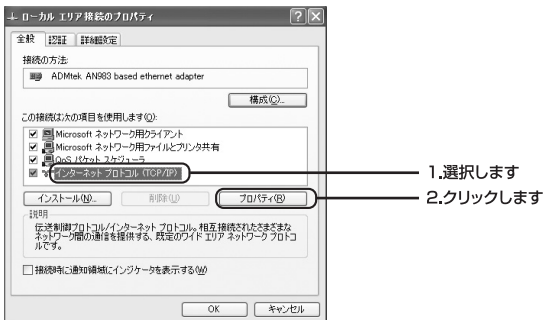 ローカル エリア接続のプロパティ
全般 認証 詳細設定
接続の方法:
ADMtek AN983 based ethernet adapter
構成(C)...
この接続は次の項目を使用します(O):
Microsoft ネットワーク用クライアント
Microsoft ネットワーク用ファイルとプリンタ共有
QoS パケット スケジューラ
インターネット プロトコル (TCP/IP)
1.選択します
インストール(N)... 削除(U) プロパティ(R)
2.クリックします
説明
伝送制御プロトコル/インターネット プロトコル。相互接続されたさまざまな
ネットワーク間の通信を提供する、既定のワイド エリア ネットワーク プロトコ
ルです。
接続時に通知領域にインジケータを表示する(W)
OK キャンセル